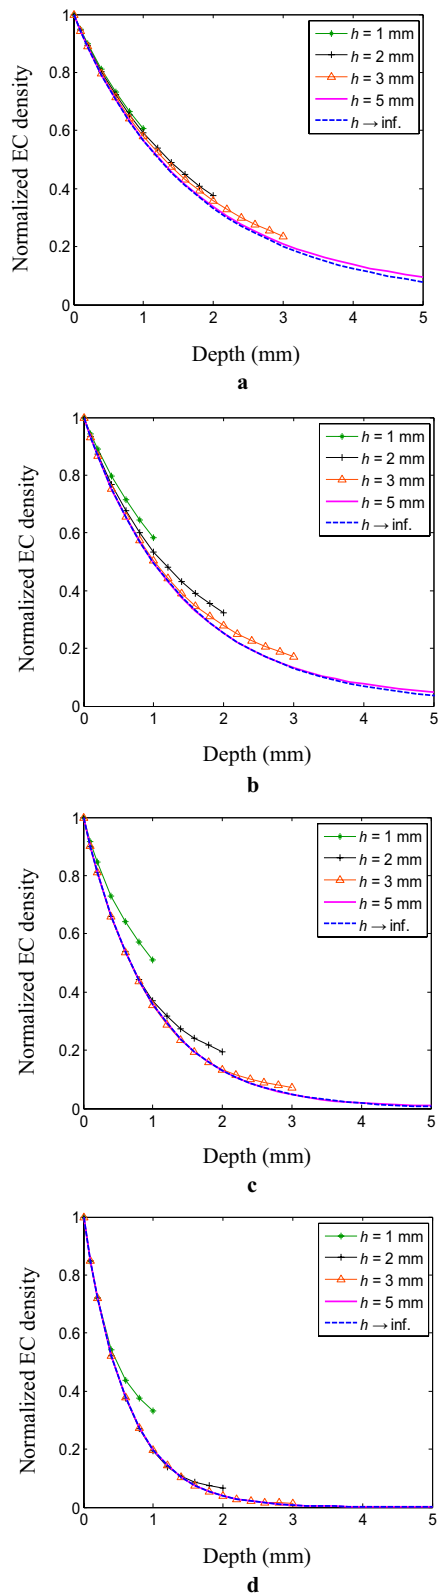 1
0.8
0.6
0.4
0.2
0
Normalized EC density
h = 1 mm
h = 2 mm
h = 3 mm
h = 5 mm
h → inf.
0 1 2 3 4 5
Depth (mm)
a
1
0.8
0.6
0.4
0.2
0
Normalized EC density
h = 1 mm
h = 2 mm
h = 3 mm
h = 5 mm
h → inf.
0 1 2 3 4 5
Depth (mm)
b
1
0.8
0.6
0.4
0.2
0
Normalized EC density
h = 1 mm
h = 2 mm
h = 3 mm
h = 5 mm
h → inf.
0 1 2 3 4 5
Depth (mm)
c
1
0.8
0.6
0.4
0.2
0
Normalized EC density
h = 1 mm
h = 2 mm
h = 3 mm
h = 5 mm
h → inf.
0 1 2 3 4 5
Depth (mm)
d